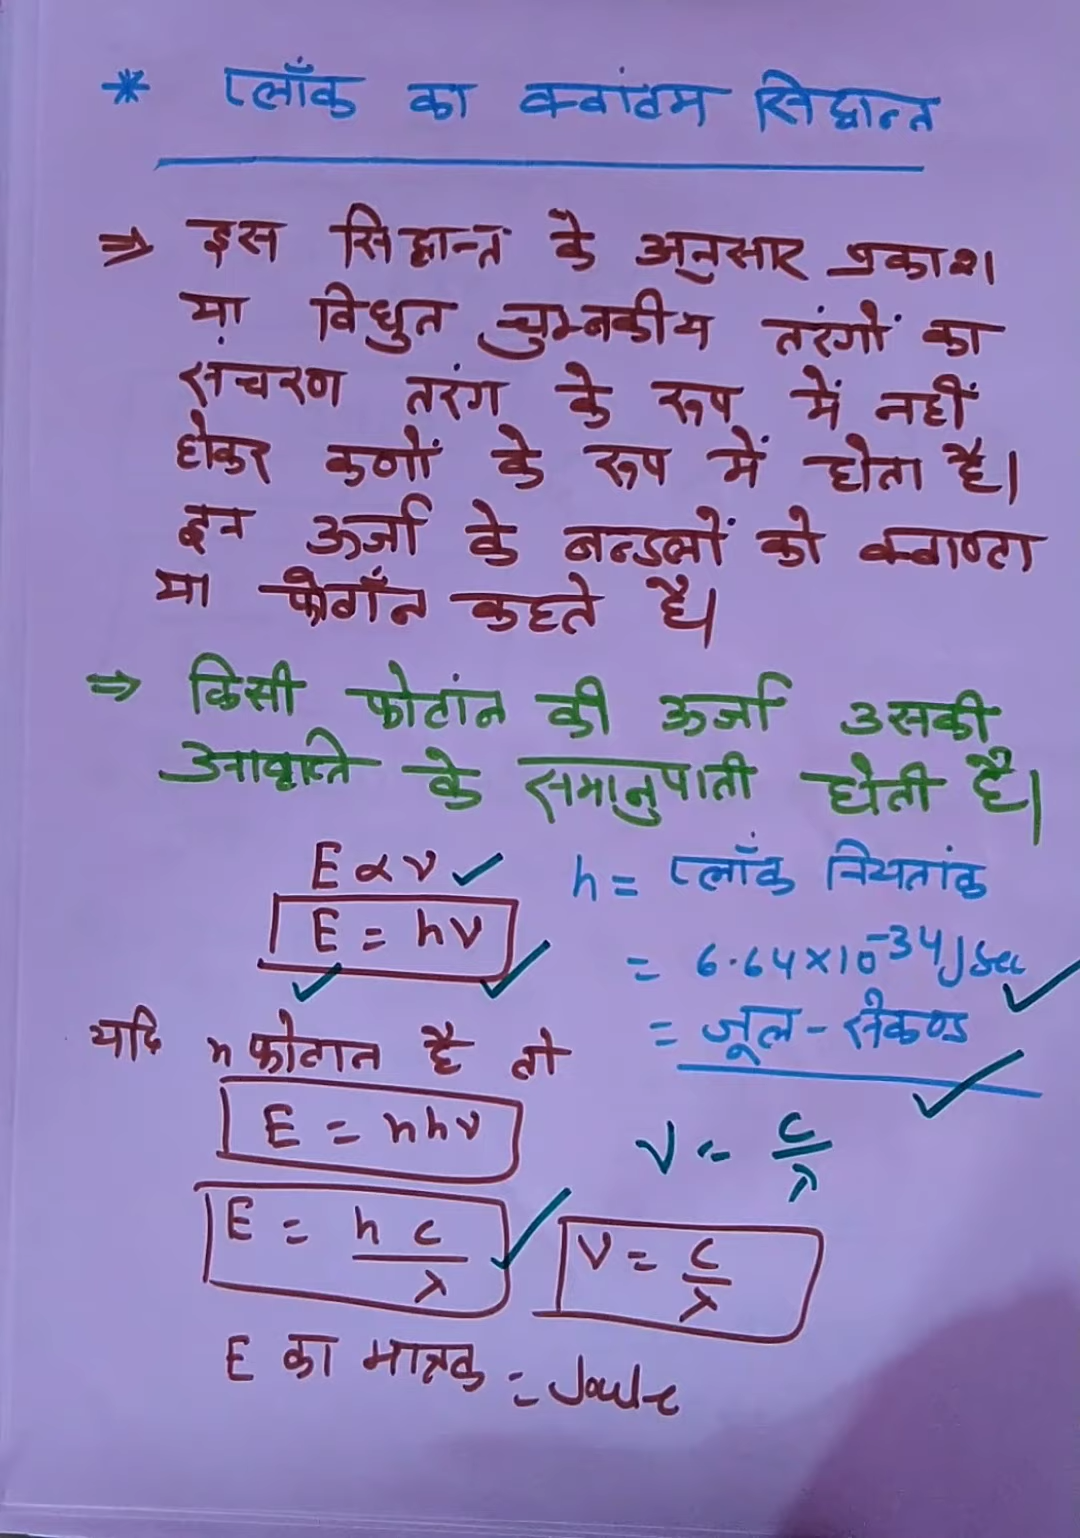 * प्लाँक का क्वांटम सिद्धान्त
⇒ इस सिद्धान्त के अनुसार प्रकाश
या विधुत चुम्बकीय तरंगों का
संचरण तरंग के रूप में नहीं
होकर कणों के रूप में होता है।
इन ऊर्जा के बन्डलों को क्वाण्टा
या फोटाॅन कहते है।
⇒ किसी फोटांन की ऊर्जा उसकी
आवृत्ति के समानुपाती होती है।
E ∝ ν ✓ h = प्लाँक नियतांक
E = hν ✓ ✓ = 6.64×10⁻³⁴ J Sec ✓
= जूल - सेकण्ड ✓
यदि n फोटान है तो
E = nhν
ν = c/λ
E = hc/λ ✓ ν = c/λ
E का मात्रक = Joule